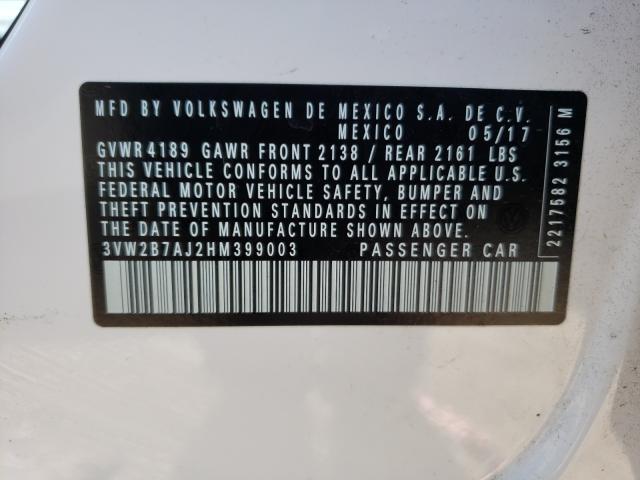 MFD BY VOLKSWAGEN DE MEXICO S.A. DE C.V.
MEXICO 05/17
GVWR 4189 GAWR FRONT 2138 / REAR 2161 LBS
THIS VEHICLE CONFORMS TO ALL APPLICABLE U.S.
FEDERAL MOTOR VEHICLE SAFETY, BUMPER AND
THEFT PREVENTION STANDARDS IN EFFECT ON
THE DATE OF MANUFACTURE SHOWN ABOVE.
3VW2B7AJ2HM399003 PASSENGER CAR
2217582 3156 M